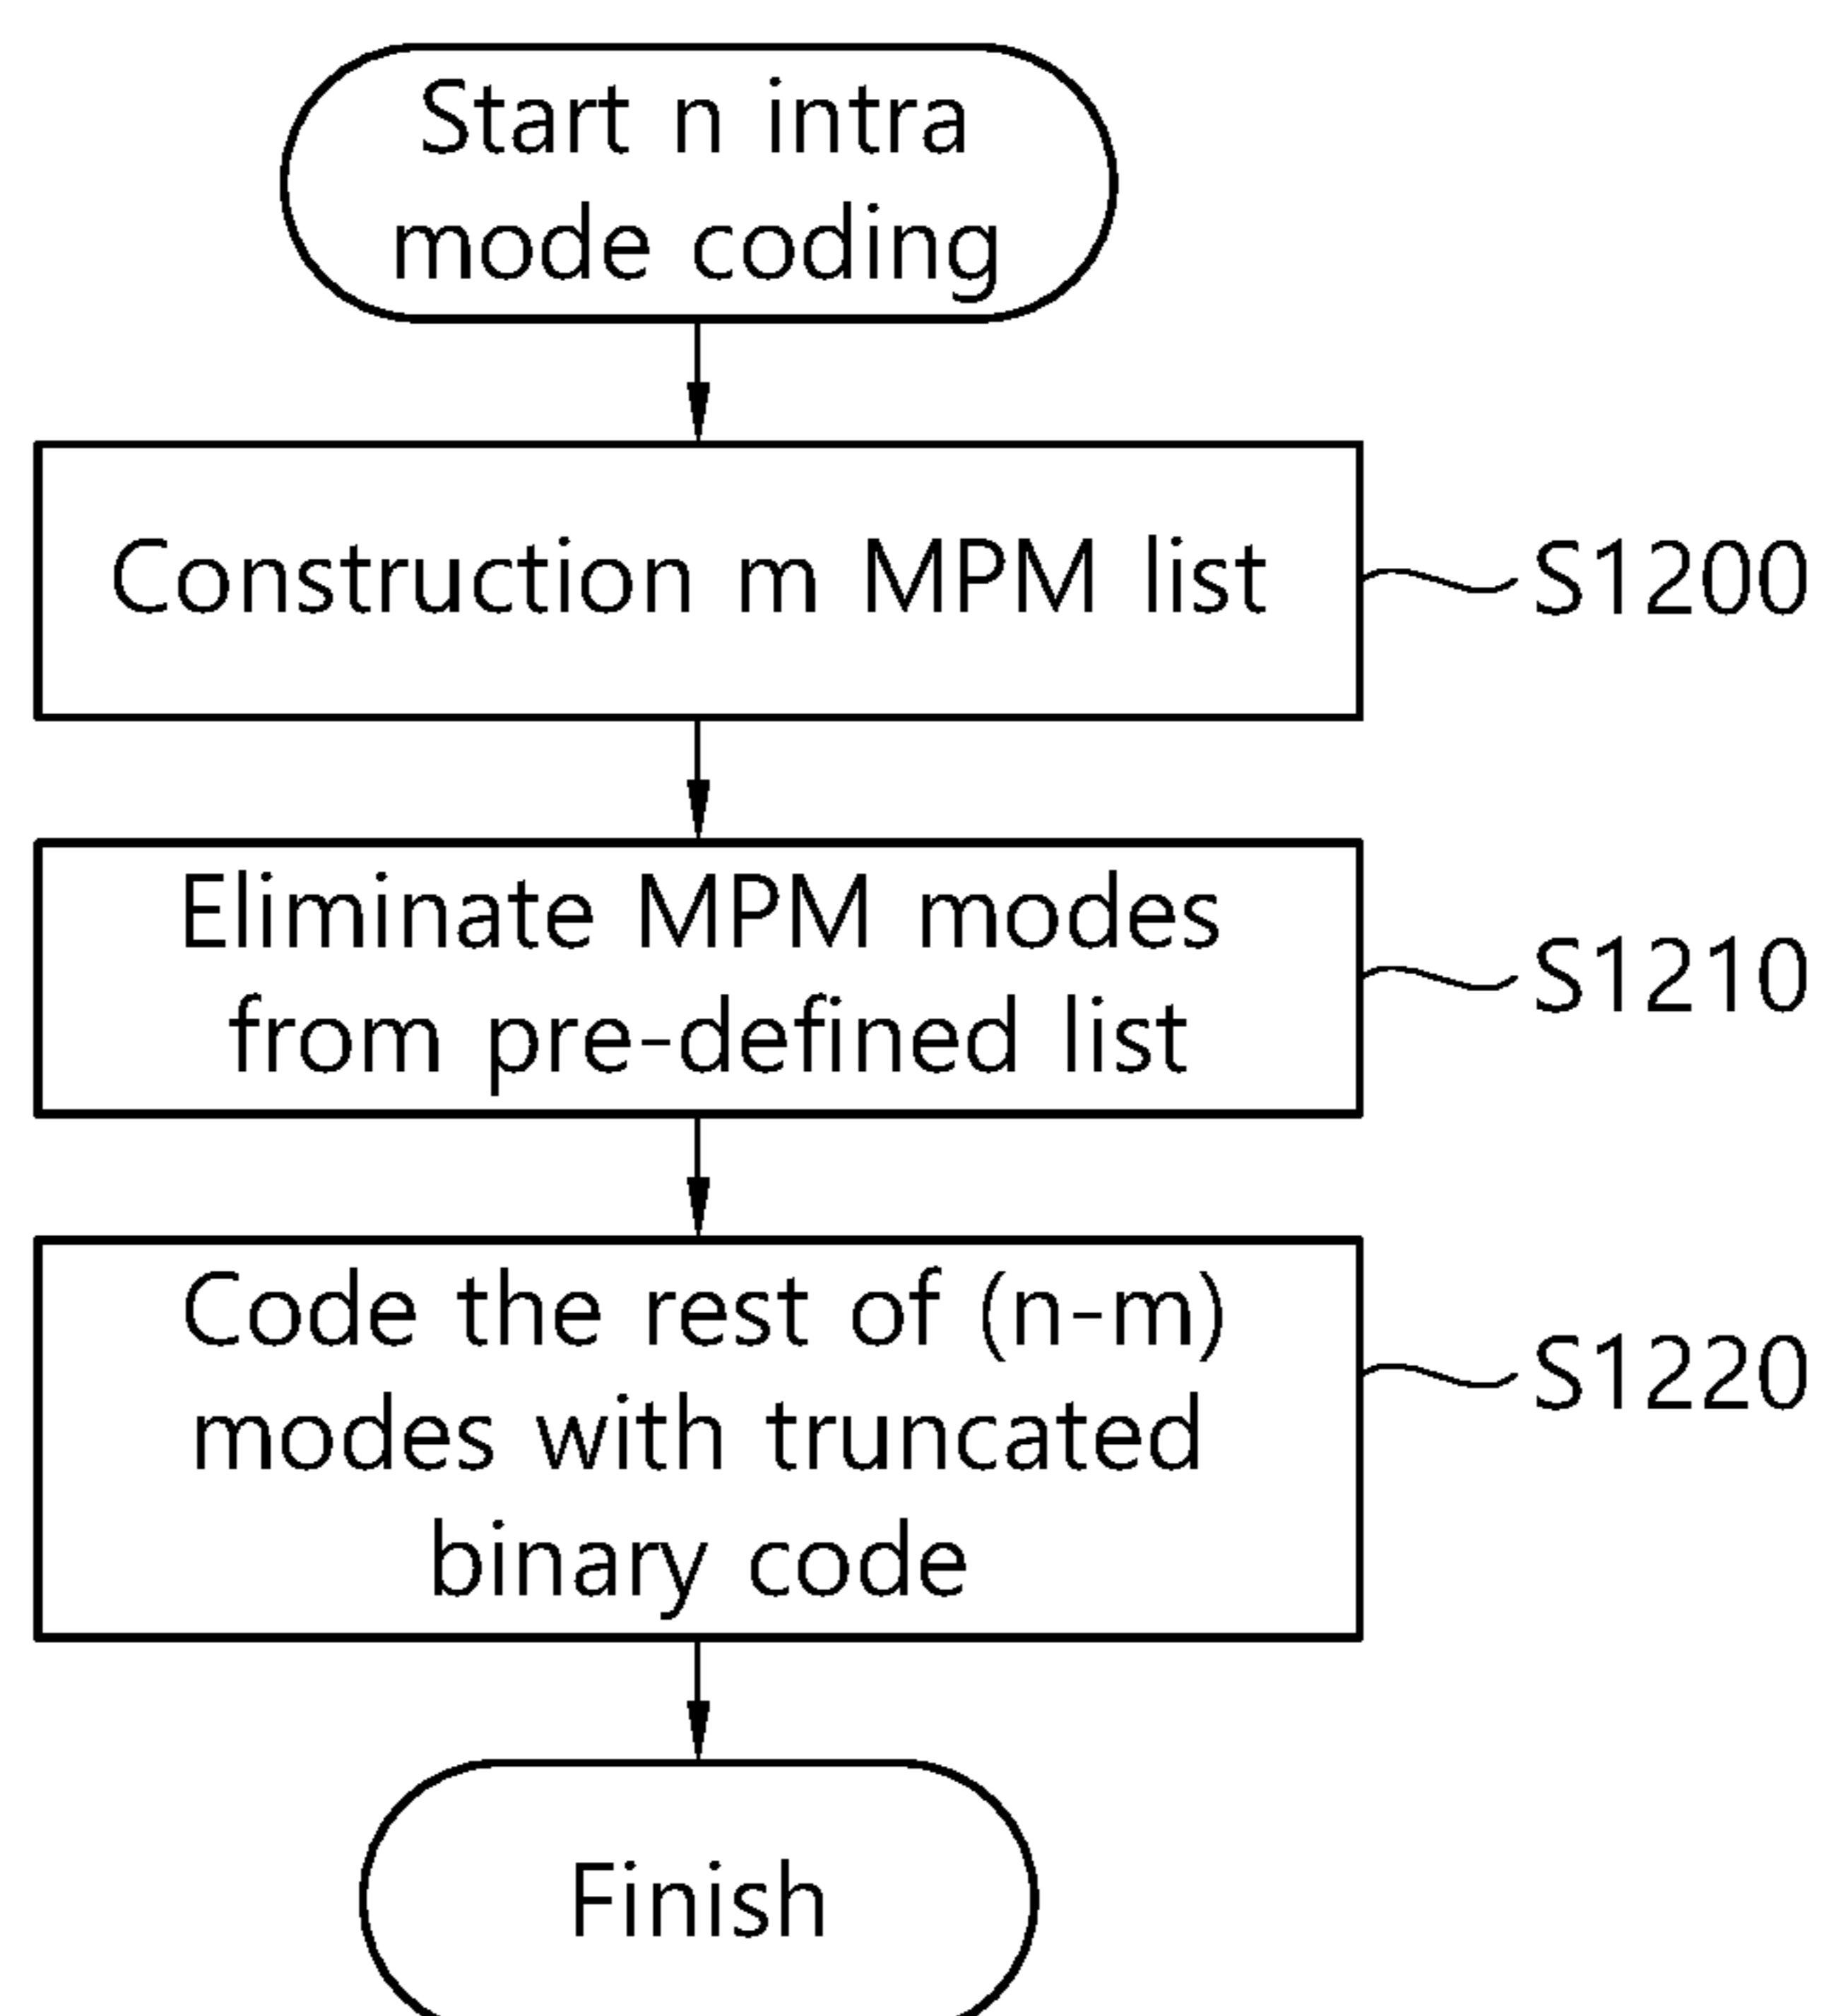 Start n intra
mode coding
Construction m MPM list
S1200
Eliminate MPM modes
from pre-defined list
S1210
Code the rest of (n-m)
modes with truncated
binary code
S1220
Finish